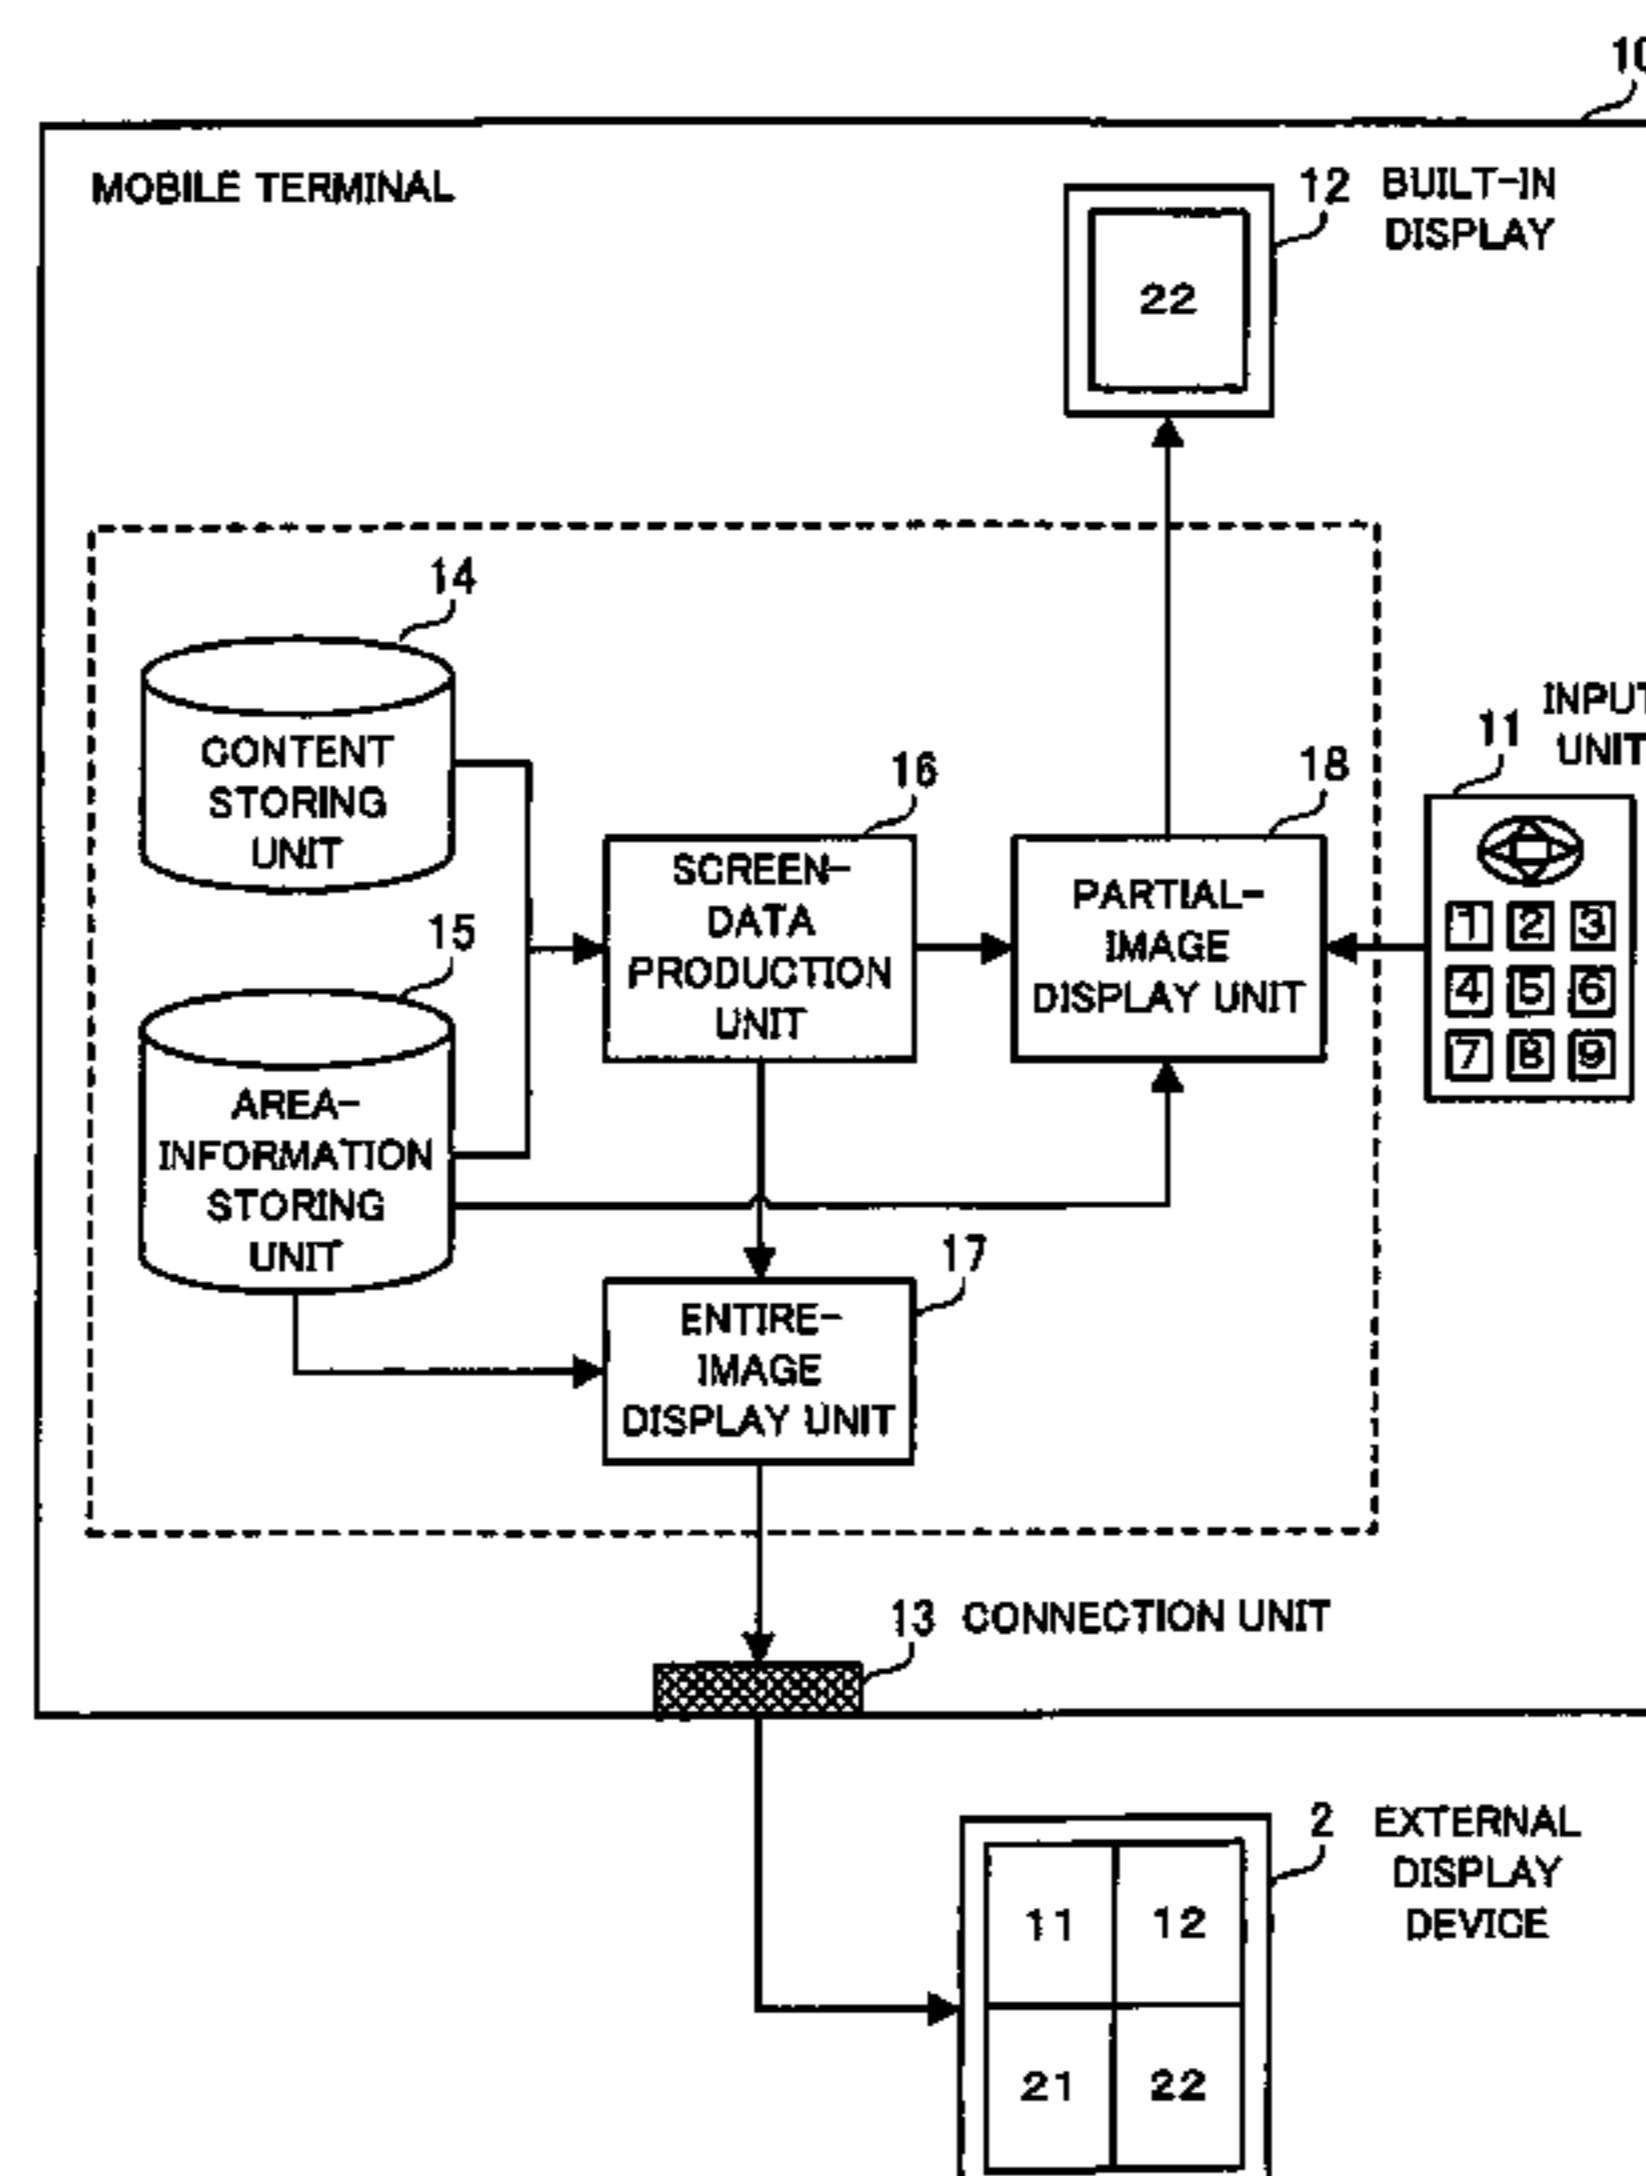 10
MOBILE TERMINAL
12 BUILT-IN
DISPLAY
22
14
CONTENT
STORING
UNIT
15
AREA-
INFORMATION
STORING
UNIT
16
SCREEN-
DATA
PRODUCTION
UNIT
18
PARTIAL-
IMAGE
DISPLAY UNIT
11 INPUT
UNIT
1 2 3
4 5 6
7 8 9
17
ENTIRE-
IMAGE
DISPLAY UNIT
13 CONNECTION UNIT
2 EXTERNAL
DISPLAY
DEVICE
11 12
21 22